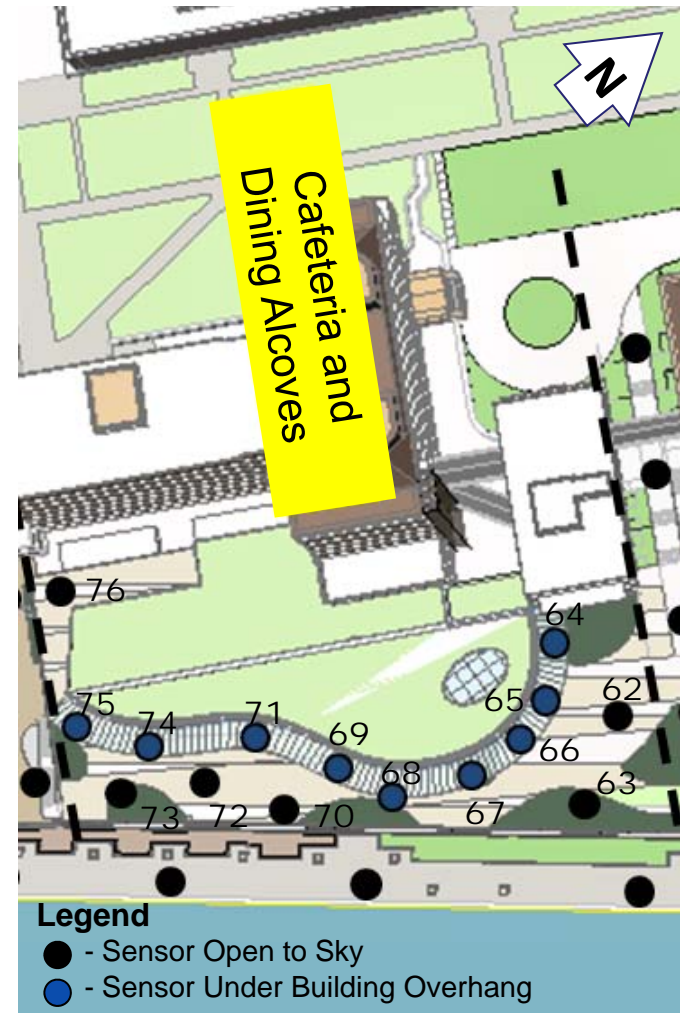 N
Cafeteria and
Dining Alcoves
76
64
75
74
71
65
62
69
66
68
63
73
72
70
67
Legend
- Sensor Open to Sky
- Sensor Under Building Overhang